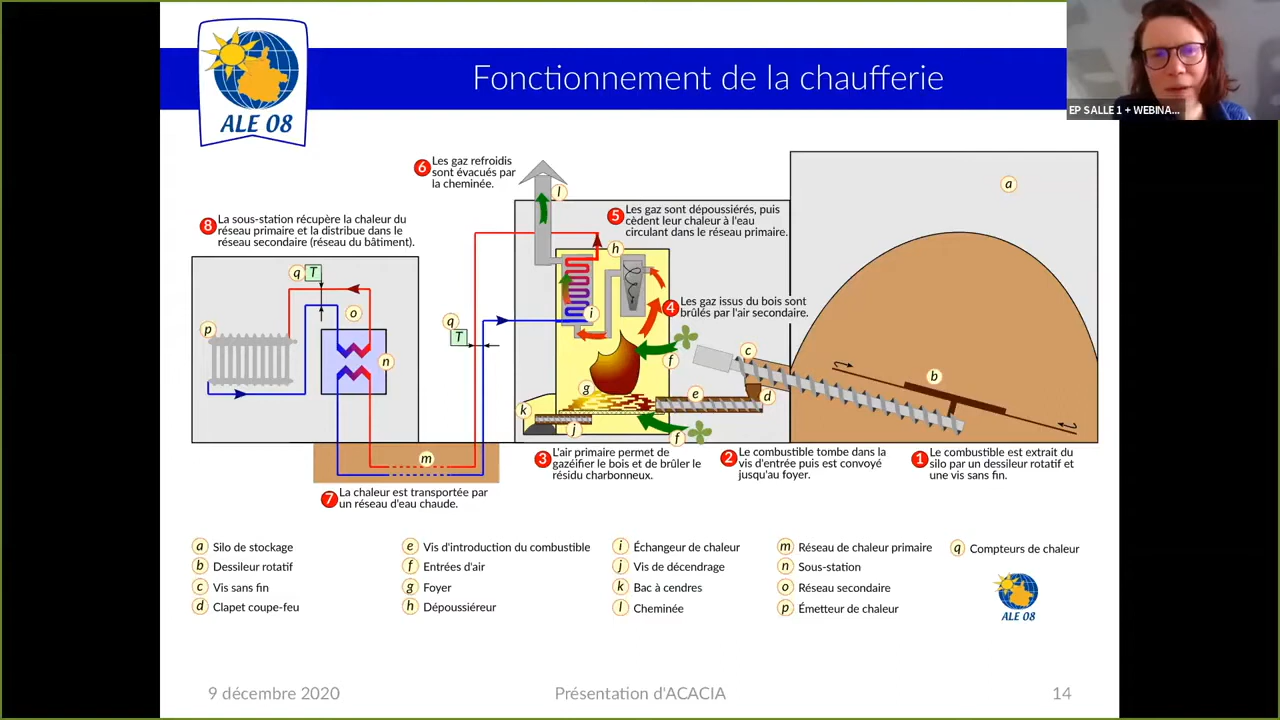 Fonctionnement de la chaufferie
ALE 08
EP SALLE 1 + WEBINA...
6
Les gaz refroidis
sont évacués par
la cheminée.
l
a
5
Les gaz sont dépoussiérés, puis
cèdent leur chaleur à l'eau
circulant dans le réseau primaire.
8
La sous-station récupère la chaleur du
réseau primaire et la distribue dans le
réseau secondaire (réseau du bâtiment).
h
q T
4
Les gaz issus du bois sont
brûlés par l'air secondaire.
o
i
q
T
p
n
c
f
b
g
e
d
k
j
f
m
3
L'air primaire permet de
gazéifier le bois et de brûler le
résidu charbonneux.
2
Le combustible tombe dans la
vis d'entrée puis est convoyé
jusqu'au foyer.
1
Le combustible est extrait du
silo par un dessileur rotatif et
une vis sans fin.
7
La chaleur est transportée par
un réseau d'eau chaude.
a Silo de stockage
b Dessileur rotatif
c Vis sans fin
d Clapet coupe-feu
e Vis d'introduction du combustible
f Entrées d'air
g Foyer
h Dépoussiéreur
i Échangeur de chaleur
j Vis de décendrage
k Bac à cendres
l Cheminée
m Réseau de chaleur primaire
n Sous-station
o Réseau secondaire
p Émetteur de chaleur
q Compteurs de chaleur
ALE 08
9 décembre 2020
Présentation d'ACACIA
14